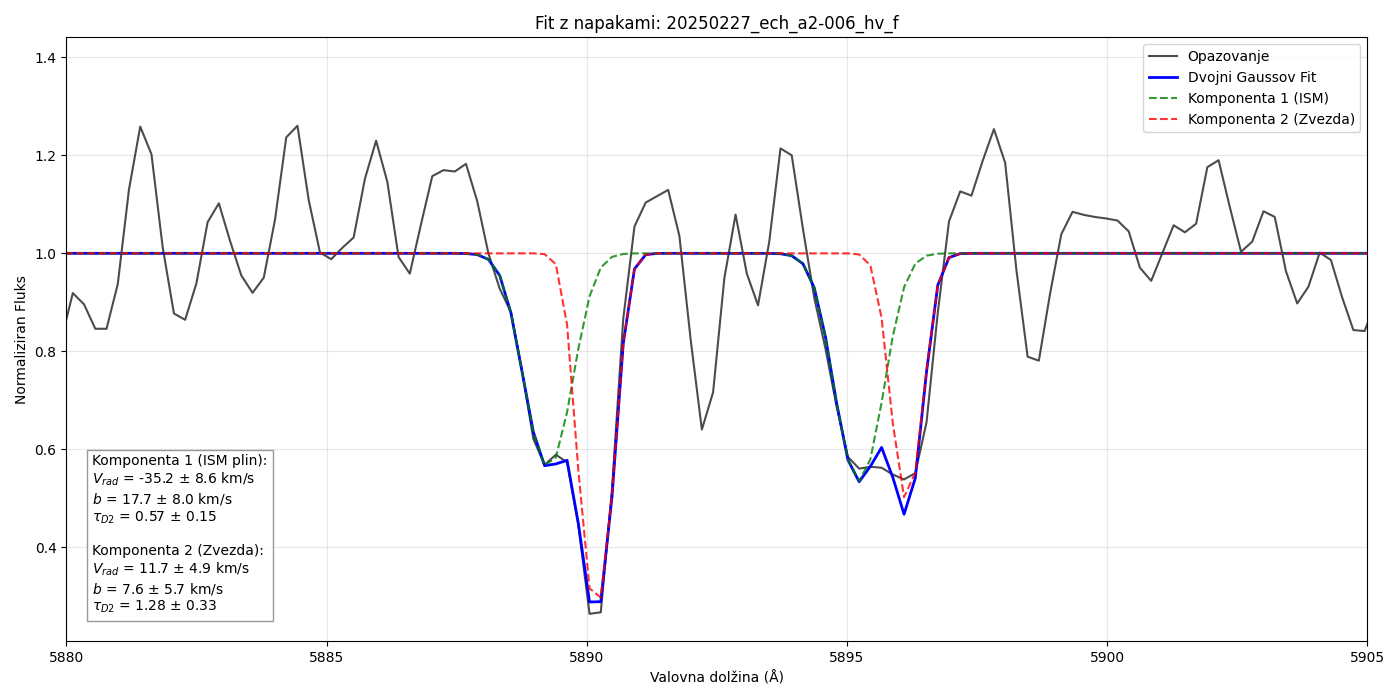 Fit z napakami: 20250227_ech_a2-006_hv_f
Opazovanje
Dvojni Gaussov Fit
Komponenta 1 (ISM)
Komponenta 2 (Zvezda)
Normaliziran Fluks
1.4
1.2
1.0
0.8
0.6
0.4
Komponenta 1 (ISM plin):
V_rad = -35.2 ± 8.6 km/s
b = 17.7 ± 8.0 km/s
τ_D2 = 0.57 ± 0.15
Komponenta 2 (Zvezda):
V_rad = 11.7 ± 4.9 km/s
b = 7.6 ± 5.7 km/s
τ_D2 = 1.28 ± 0.33
5880 5885 5890 5895 5900 5905
Valovna dolžina (Å)